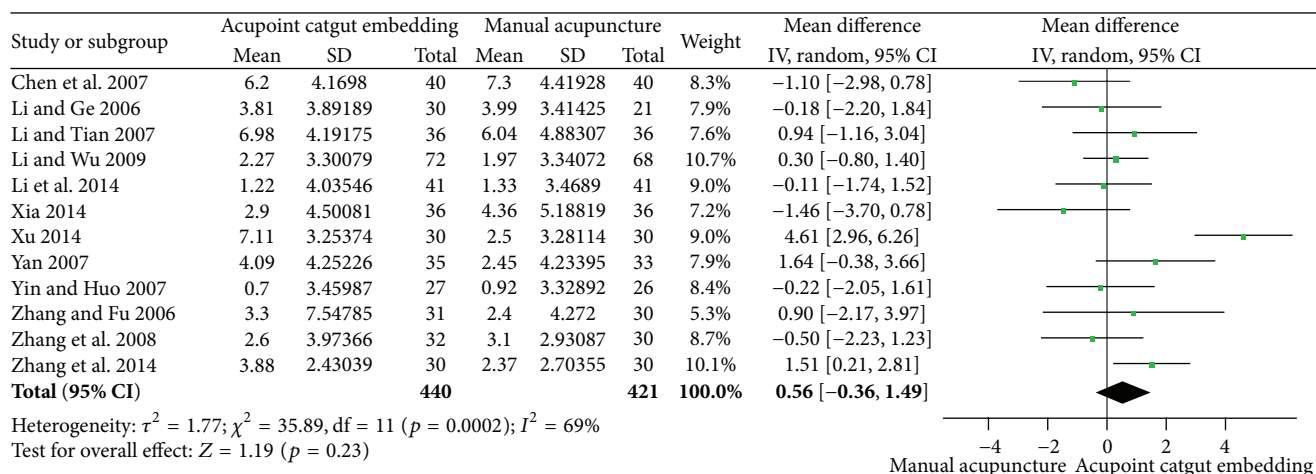 Study or subgroup Acupoint catgut embedding Manual acupuncture Weight Mean difference Mean difference
Mean SD Total Mean SD Total IV, random, 95% CI IV, random, 95% CI
Chen et al. 2007 6.2 4.1698 40 7.3 4.41928 40 8.3% −1.10 [−2.98, 0.78]
Li and Ge 2006 3.81 3.89189 30 3.99 3.41425 21 7.9% −0.18 [−2.20, 1.84]
Li and Tian 2007 6.98 4.19175 36 6.04 4.88307 36 7.6% 0.94 [−1.16, 3.04]
Li and Wu 2009 2.27 3.30079 72 1.97 3.34072 68 10.7% 0.30 [−0.80, 1.40]
Li et al. 2014 1.22 4.03546 41 1.33 3.4689 41 9.0% −0.11 [−1.74, 1.52]
Xia 2014 2.9 4.50081 36 4.36 5.18819 36 7.2% −1.46 [−3.70, 0.78]
Xu 2014 7.11 3.25374 30 2.5 3.28114 30 9.0% 4.61 [2.96, 6.26]
Yan 2007 4.09 4.25226 35 2.45 4.23395 33 7.9% 1.64 [−0.38, 3.66]
Yin and Huo 2007 0.7 3.45987 27 0.92 3.32892 26 8.4% −0.22 [−2.05, 1.61]
Zhang and Fu 2006 3.3 7.54785 31 2.4 4.272 30 5.3% 0.90 [−2.17, 3.97]
Zhang et al. 2008 2.6 3.97366 32 3.1 2.93087 30 8.7% −0.50 [−2.23, 1.23]
Zhang et al. 2014 3.88 2.43039 30 2.37 2.70355 30 10.1% 1.51 [0.21, 2.81]
Total (95% CI) 440 421 100.0% 0.56 [−0.36, 1.49]
Heterogeneity: τ² = 1.77; χ² = 35.89, df = 11 (p = 0.0002); I² = 69%
Test for overall effect: Z = 1.19 (p = 0.23)
−4 −2 0 2 4
Manual acupuncture Acupoint catgut embedding